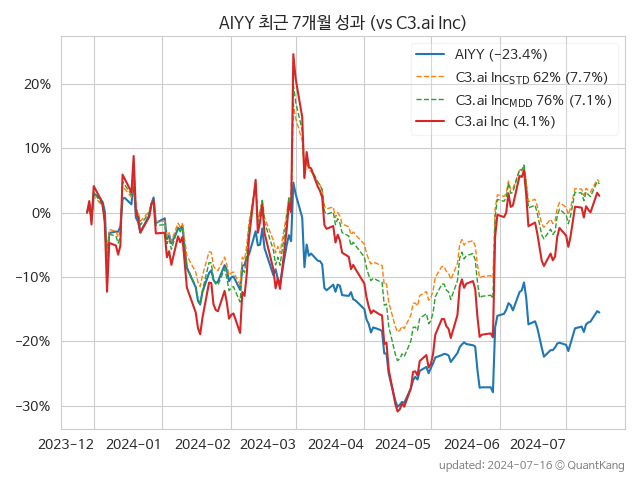 AIYY 최근 7개월 성과 (vs C3.ai Inc)
AIYY (−23.4%)
C3.ai IncSTD 62% (7.7%)
C3.ai IncMDD 76% (7.1%)
C3.ai Inc (4.1%)
20%
10%
0%
−10%
−20%
−30%
2023−12 2024−01 2024−02 2024−03 2024−04 2024−05 2024−06 2024−07
updated: 2024−07−16 © QuantKang